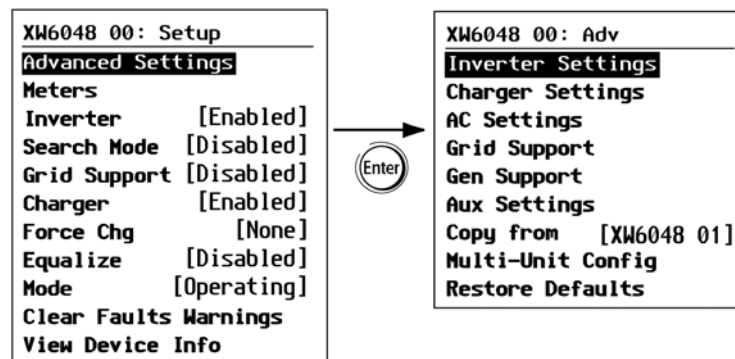 XW6048 00: Setup
Advanced Settings
Meters
Inverter [Enabled]
Search Mode [Disabled]
Grid Support [Disabled]
Charger [Enabled]
Force Chg [None]
Equalize [Disabled]
Mode [Operating]
Clear Faults Warnings
View Device Info
Enter
XW6048 00: Adv
Inverter Settings
Charger Settings
AC Settings
Grid Support
Gen Support
Aux Settings
Copy from [XW6048 01]
Multi-Unit Config
Restore Defaults